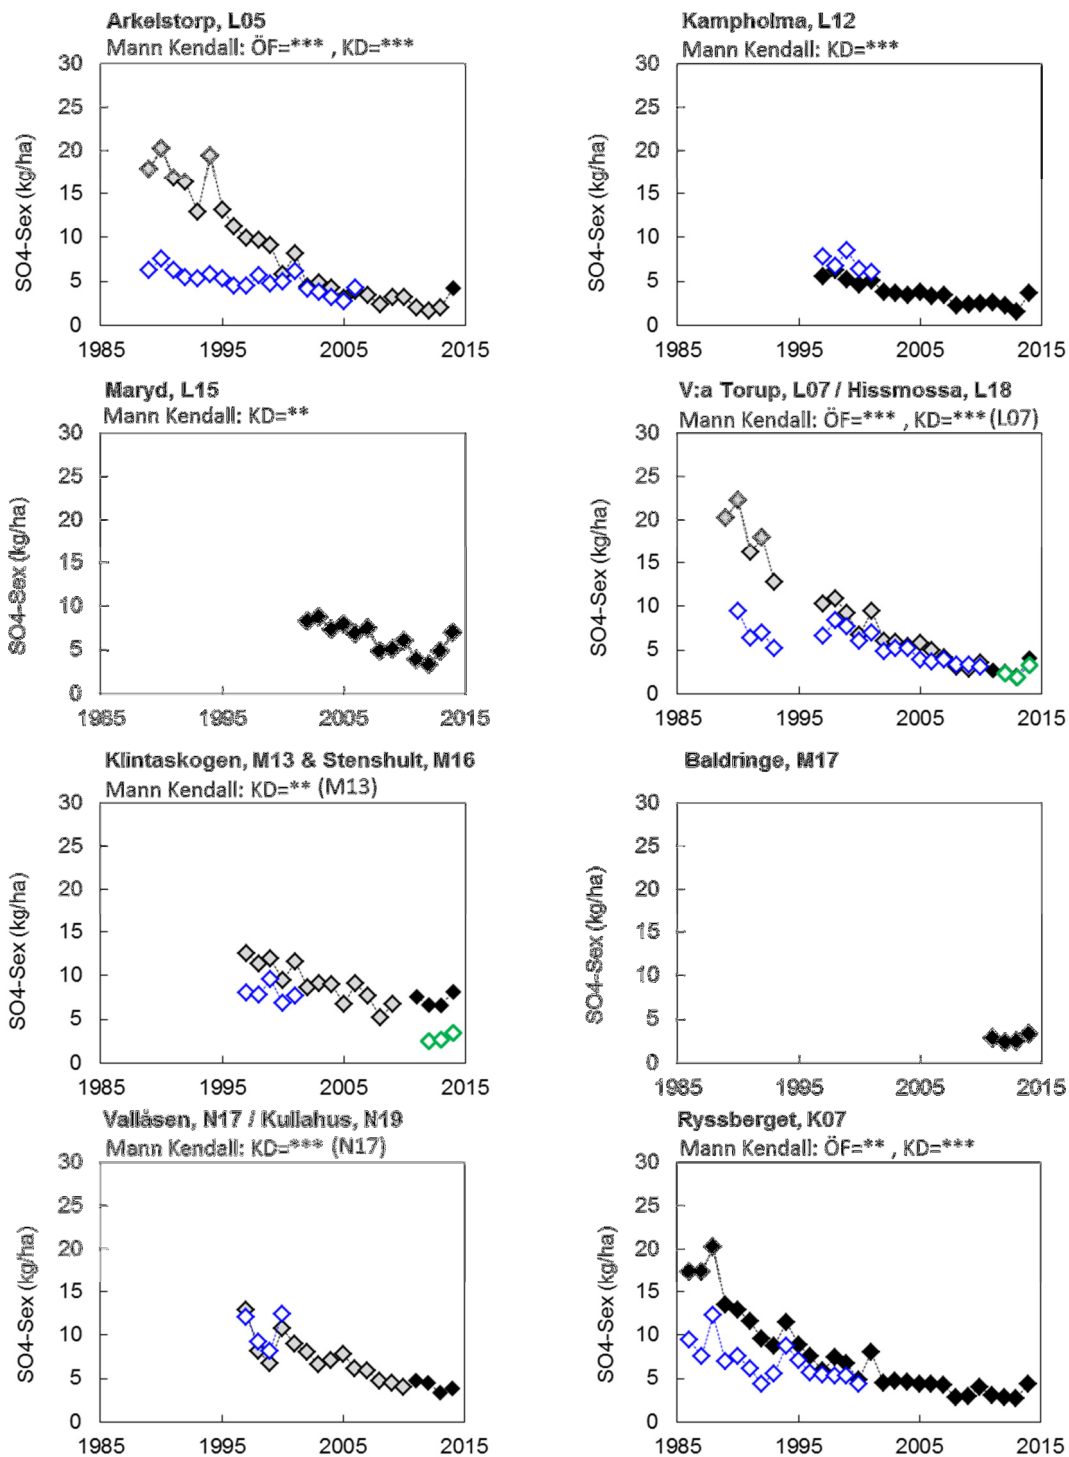 Arkelstorp, L05
Mann Kendall: ÖF=*** , KD=***
30
25
20
15
10
5
0
SO4-Sex (kg/ha)
1985 1995 2005 2015
Kampholma, L12
Mann Kendall: KD=***
30
25
20
15
10
5
0
SO4-Sex (kg/ha)
1985 1995 2005 2015
Maryd, L15
Mann Kendall: KD=**
30
25
20
15
10
5
0
SO4-Sex (kg/ha)
1985 1995 2005 2015
V:a Torup, L07 / Hissmossa, L18
Mann Kendall: ÖF=*** , KD=*** (L07)
30
25
20
15
10
5
0
SO4-Sex (kg/ha)
1985 1995 2005 2015
Klintaskogen, M13 & Stenshult, M16
Mann Kendall: KD=** (M13)
30
25
20
15
10
5
0
SO4-Sex (kg/ha)
1985 1995 2005 2015
Baldringe, M17
30
25
20
15
10
5
0
SO4-Sex (kg/ha)
1985 1995 2005 2015
Vallåsen, N17 / Kullahus, N19
Mann Kendall: KD=*** (N17)
30
25
20
15
10
5
0
SO4-Sex (kg/ha)
1985 1995 2005 2015
Ryssberget, K07
Mann Kendall: ÖF=** , KD=***
30
25
20
15
10
5
0
SO4-Sex (kg/ha)
1985 1995 2005 2015